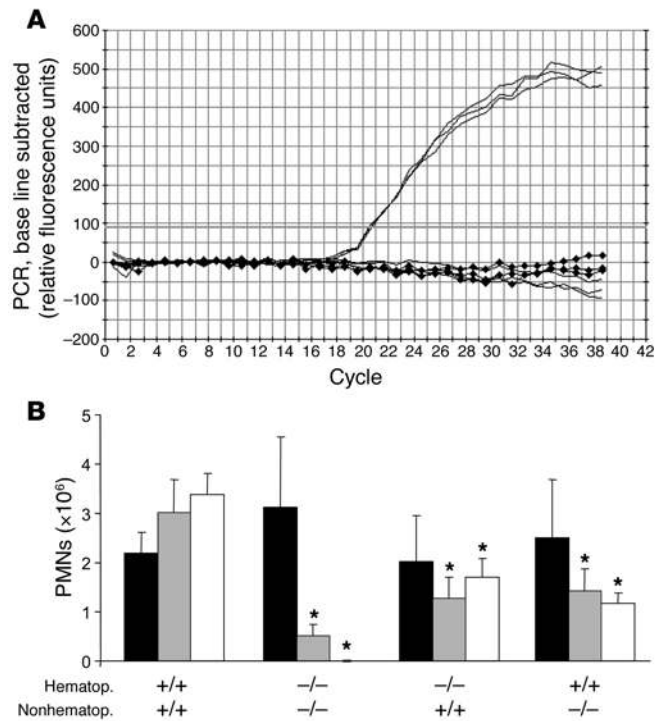 A
PCR, base line subtracted
(relative fluorescence units)
600
500
400
300
200
100
0
–100
–200
0 2 4 6 8 10 12 14 16 18 20 22 24 26 28 30 32 34 36 38 40 42
Cycle
B
PMNs (×10⁶)
5
4
3
2
1
0
* * * * * *
Hematop. +/+ –/– –/– +/+
Nonhematop. +/+ –/– +/+ –/–